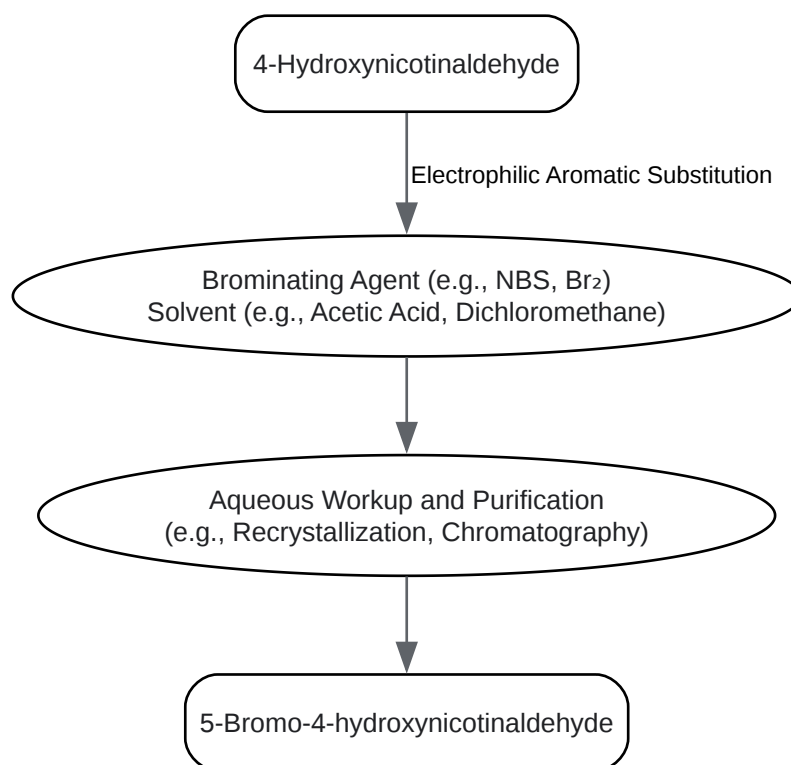 4-Hydroxynicotinaldehyde
Electrophilic Aromatic Substitution
Brominating Agent (e.g., NBS, Br₂)
Solvent (e.g., Acetic Acid, Dichloromethane)
Aqueous Workup and Purification
(e.g., Recrystallization, Chromatography)
5-Bromo-4-hydroxynicotinaldehyde